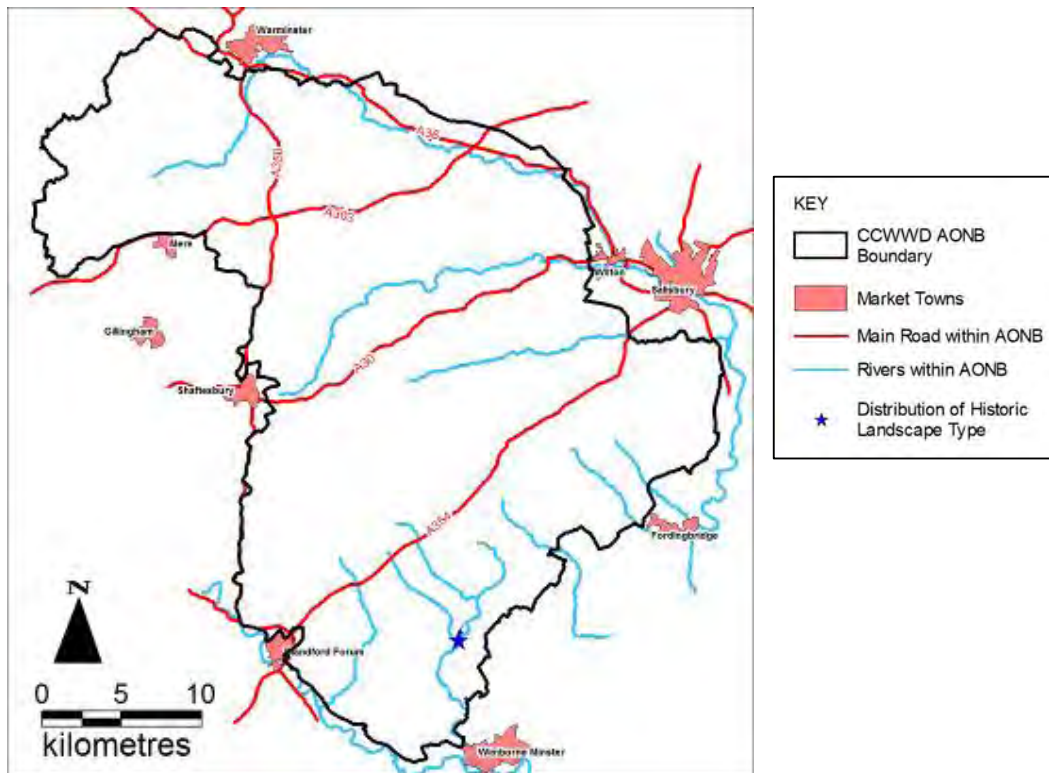 Warminster
A36
A350
A303
Mere
Wilton
Salisbury
Gillingham
Shaftesbury
A30
A354
Fordingbridge
N
Blandford Forum
Wimborne Minster
0 5 10
kilometres
KEY
CCWWD AONB
Boundary
Market Towns
Main Road within AONB
Rivers within AONB
Distribution of Historic
Landscape Type